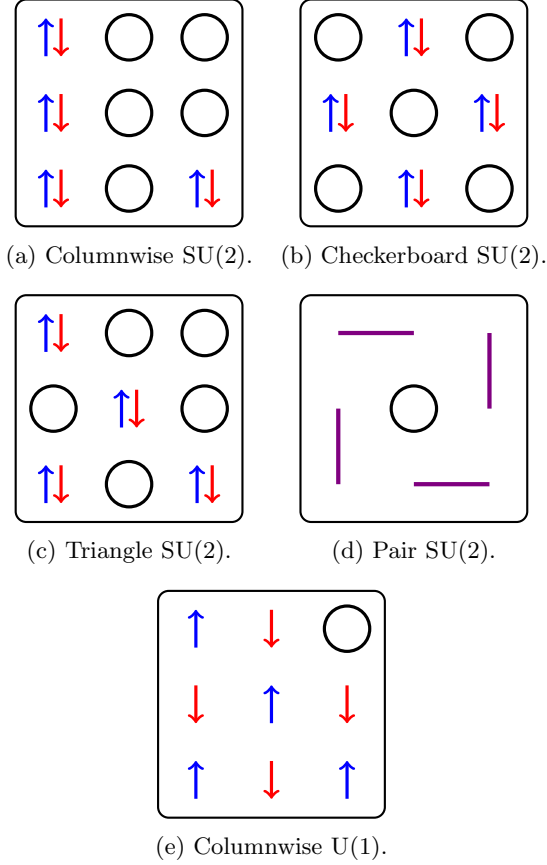 (a) Columnwise SU(2).
(b) Checkerboard SU(2).
(c) Triangle SU(2).
(d) Pair SU(2).
(e) Columnwise U(1).